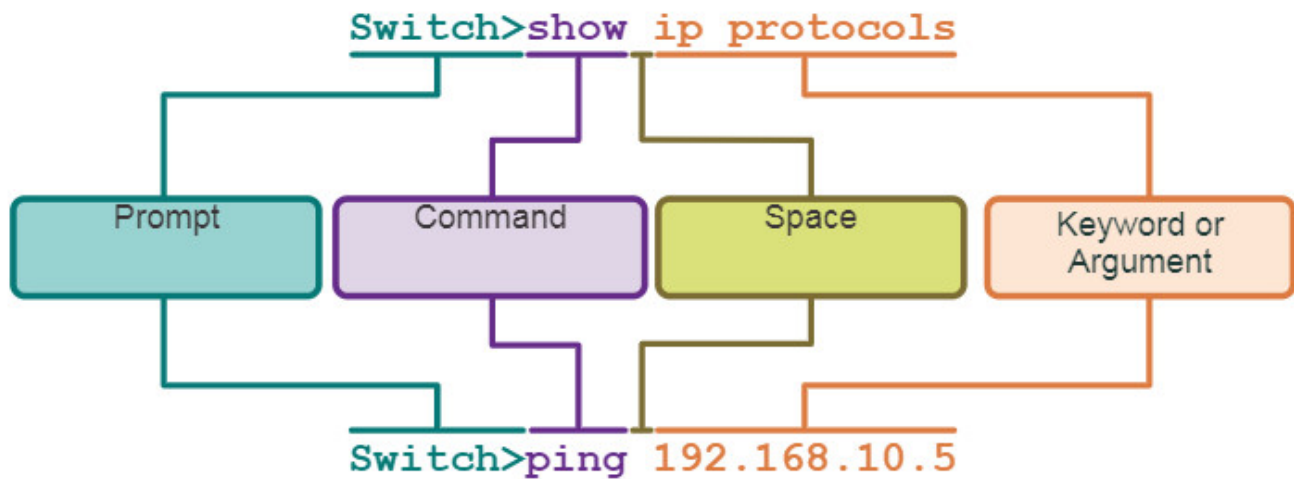 Switch>show ip protocols
Prompt
Command
Space
Keyword or
Argument
Switch>ping 192.168.10.5